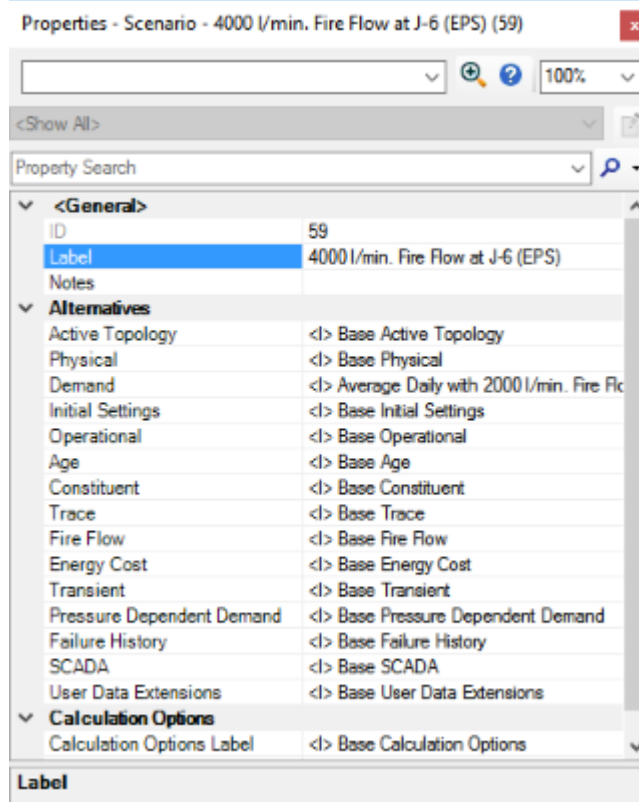 Properties - Scenario - 4000 l/min. Fire Flow at J-6 (EPS) (59)
100%
<Show All>
Property Search
<General>
ID 59
Label 4000 l/min. Fire Flow at J-6 (EPS)
Notes
Alternatives
Active Topology <I> Base Active Topology
Physical <I> Base Physical
Demand <I> Average Daily with 2000 l/min. Fire Flo
Initial Settings <I> Base Initial Settings
Operational <I> Base Operational
Age <I> Base Age
Constituent <I> Base Constituent
Trace <I> Base Trace
Fire Flow <I> Base Fire Flow
Energy Cost <I> Base Energy Cost
Transient <I> Base Transient
Pressure Dependent Demand <I> Base Pressure Dependent Demand
Failure History <I> Base Failure History
SCADA <I> Base SCADA
User Data Extensions <I> Base User Data Extensions
Calculation Options
Calculation Options Label <I> Base Calculation Options
Label